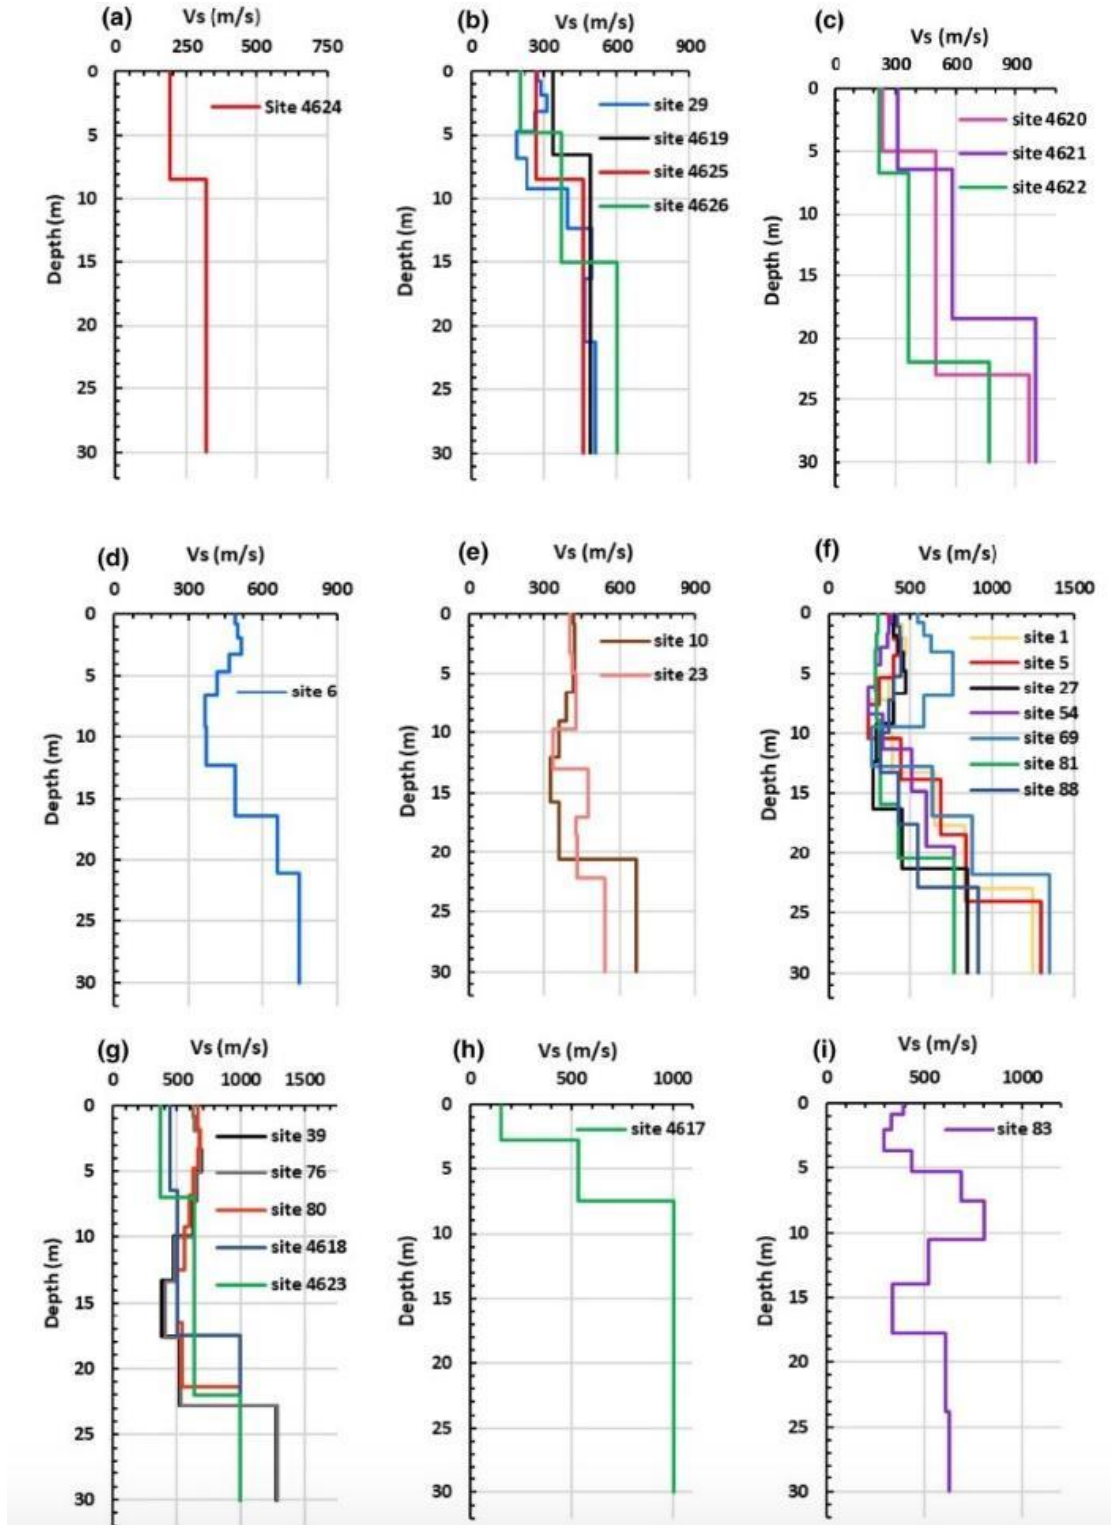 (a) Vs (m/s)
0 250 500 750
0
5
10
15
20
25
30
Depth (m)
Site 4624
(b) Vs (m/s)
0 300 600 900
0
5
10
15
20
25
30
Depth (m)
site 29
site 4619
site 4625
site 4626
(c) Vs (m/s)
0 300 600 900
0
5
10
15
20
25
30
Depth (m)
site 4620
site 4621
site 4622
(d) Vs (m/s)
0 300 600 900
0
5
10
15
20
25
30
Depth (m)
site 6
(e) Vs (m/s)
0 300 600 900
0
5
10
15
20
25
30
Depth (m)
site 10
site 23
(f) Vs (m/s)
0 500 1000 1500
0
5
10
15
20
25
30
Depth (m)
site 1
site 5
site 27
site 54
site 69
site 81
site 88
(g) Vs (m/s)
0 500 1000 1500
0
5
10
15
20
25
30
Depth (m)
site 39
site 76
site 80
site 4618
site 4623
(h) Vs (m/s)
0 500 1000
0
5
10
15
20
25
30
Depth (m)
site 4617
(i) Vs (m/s)
0 500 1000
0
5
10
15
20
25
30
Depth (m)
site 83